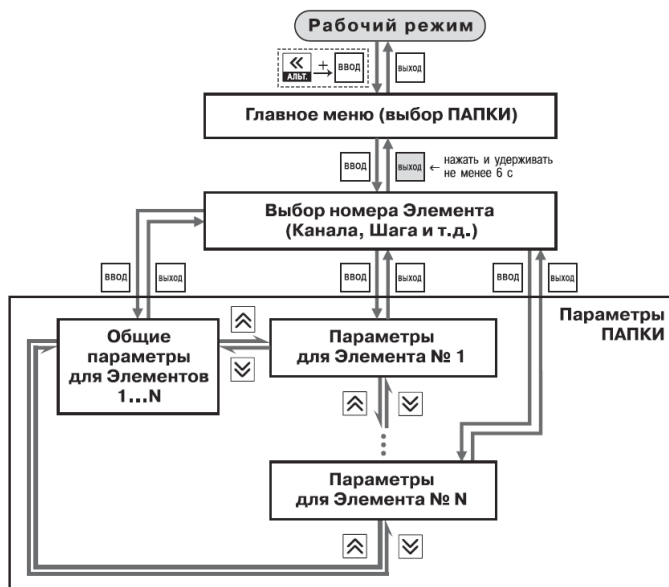 Рабочий режим
АЛЬТ.
+
ВВОД
ВЫХОД
Главное меню (выбор ПАПКИ)
ВВОД
ВЫХОД
нажать и удерживать
не менее 6 с
Выбор номера Элемента
(Канала, Шага и т.д.)
ВВОД
ВЫХОД
ВВОД
ВЫХОД
ВВОД
ВЫХОД
Параметры
ПАПКИ
Общие
параметры
для Элементов
1...N
Параметры
для Элемента № 1
Параметры
для Элемента № N